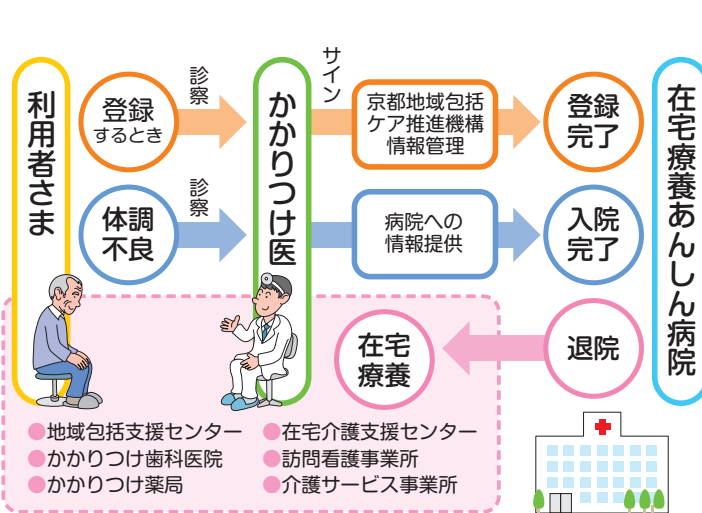 利用者さま
登録
するとき
診察
かかりつけ医
サイン
京都地域包括
ケア推進機構
情報管理
登録
完了
在宅療養あんしん病院
体調
不良
診察
病院への
情報提供
入院
完了
在宅
療養
退院
●地域包括支援センター
●かかりつけ歯科医院
●かかりつけ薬局
●在宅介護支援センター
●訪問看護事業所
●介護サービス事業所